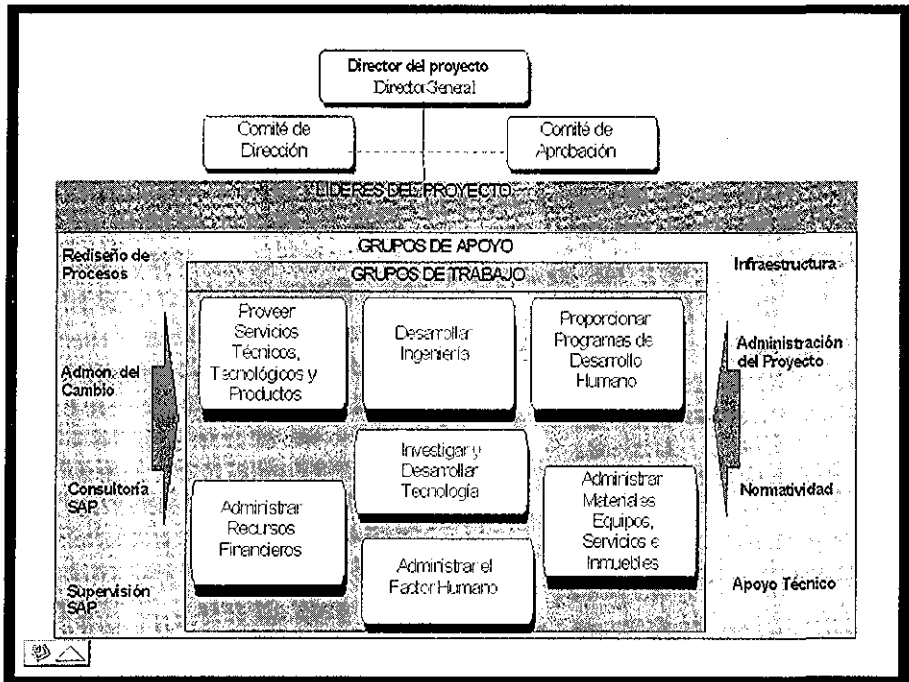 Director del proyecto
Director General
Comité de
Dirección
Comité de
Aprobación
LIDERES DEL PROYECTO
GRUPOS DE APOYO
GRUPOS DE TRABAJO
Rediseño de
Procesos
Admón. del
Cambio
Consultoría
SAP
Supervisión
SAP
Proveer
Servicios
Técnicos,
Tecnológicos y
Productos
Desarrollar
Ingeniería
Proporcionar
Programas de
Desarrollo
Humano
Investigar y
Desarrollar
Tecnología
Administrar
Recursos
Financieros
Administrar el
Factor Humano
Administrar
Materiales
Equipos,
Servicios e
Inmuebles
Infraestructura
Administración
del Proyecto
Normatividad
Apoyo Técnico